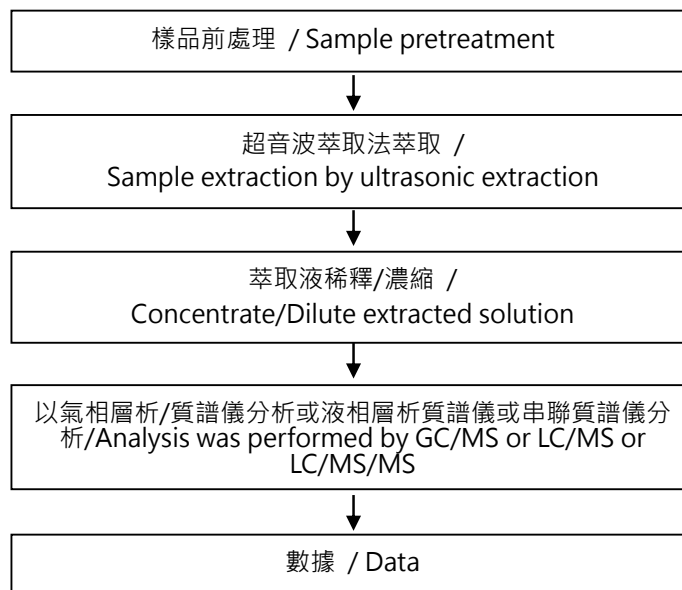 樣品前處理 / Sample pretreatment
超音波萃取法萃取 /
Sample extraction by ultrasonic extraction
萃取液稀釋/濃縮 /
Concentrate/Dilute extracted solution
以氣相層析/質譜儀分析或液相層析質譜儀或串聯質譜儀分
析/Analysis was performed by GC/MS or LC/MS or
LC/MS/MS
數據 / Data